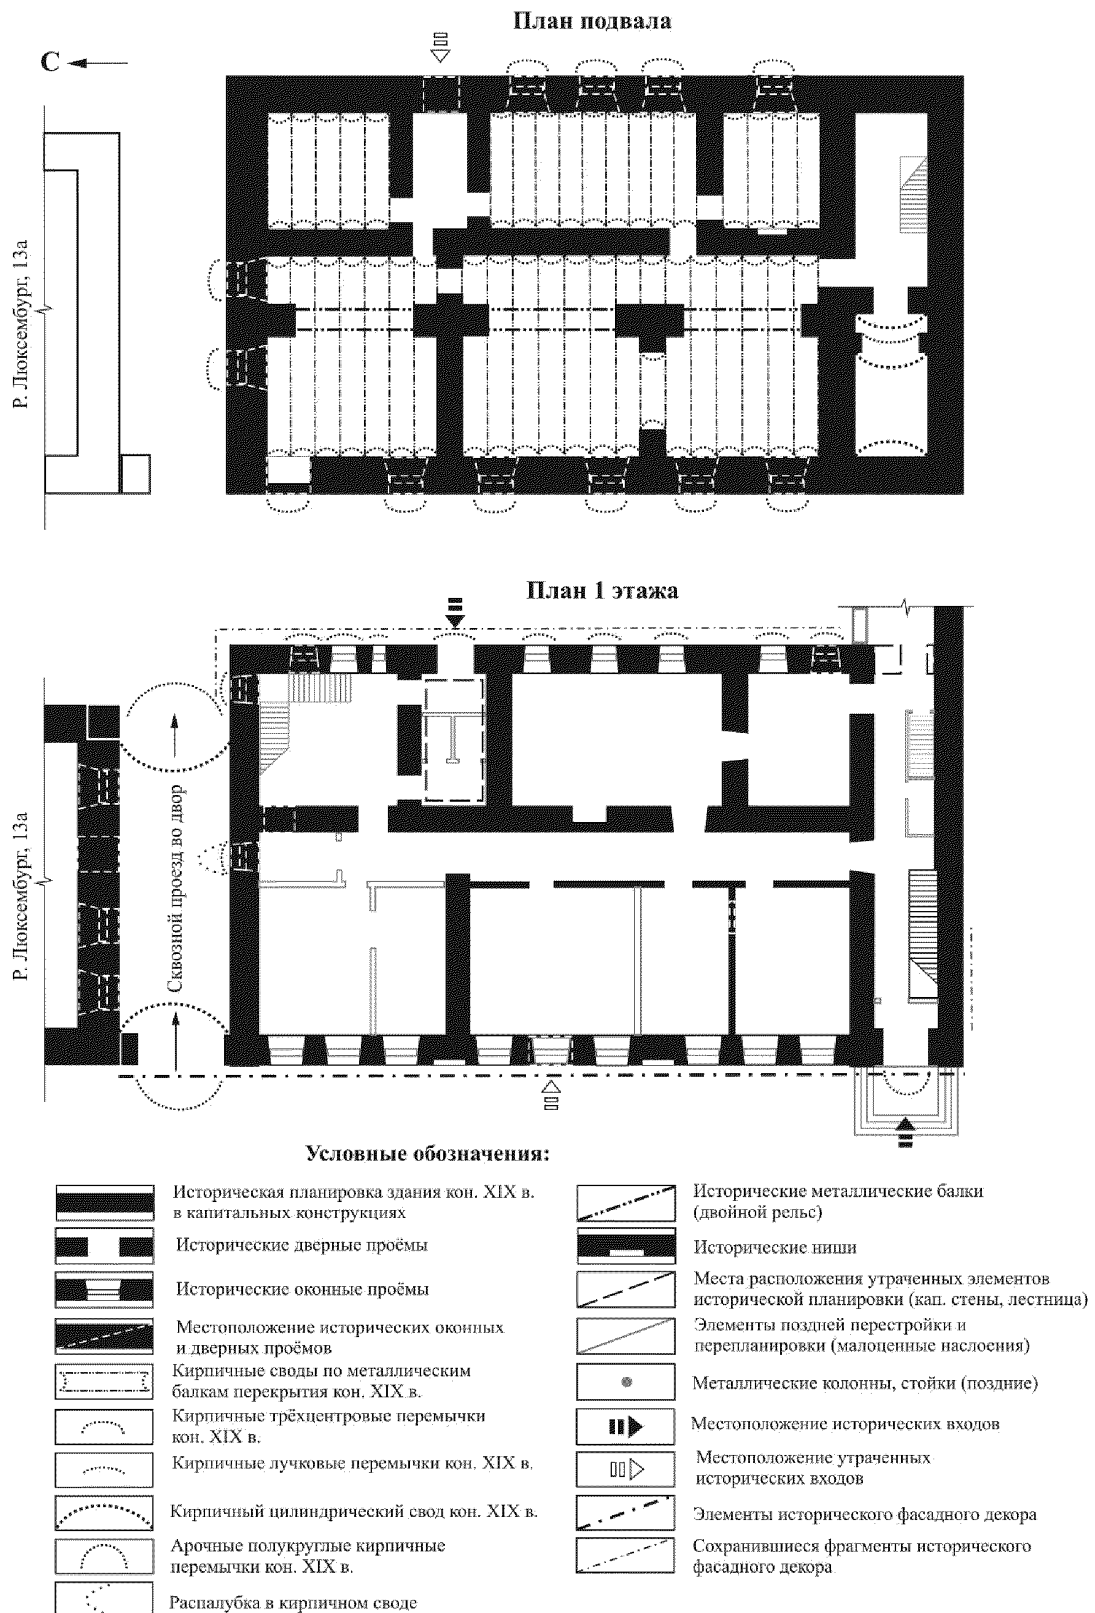 План подвала
С
Р. Люксембург, 13а
План 1 этажа
Р. Люксембург, 13а
Сквозной проезд во двор
Условные обозначения:
Историческая планировка здания кон. XIX в.
в капитальных конструкциях
Исторические дверные проёмы
Исторические оконные проёмы
Местоположение исторических оконных
и дверных проёмов
Кирпичные своды по металлическим
балкам перекрытия кон. XIX в.
Кирпичные трёхцентровые перемычки
кон. XIX в.
Кирпичные лучковые перемычки кон. XIX в.
Кирпичный цилиндрический свод кон. XIX в.
Арочные полукруглые кирпичные
перемычки кон. XIX в.
Распалубка в кирпичном своде
Исторические металлические балки
(двойной рельс)
Исторические ниши
Места расположения утраченных элементов
исторической планировки (кап. стены, лестница)
Элементы поздней перестройки и
перепланировки (малоценные наслоения)
Металлические колонны, стойки (поздние)
Местоположение исторических входов
Местоположение утраченных
исторических входов
Элементы исторического фасадного декора
Сохранившиеся фрагменты исторического
фасадного декора